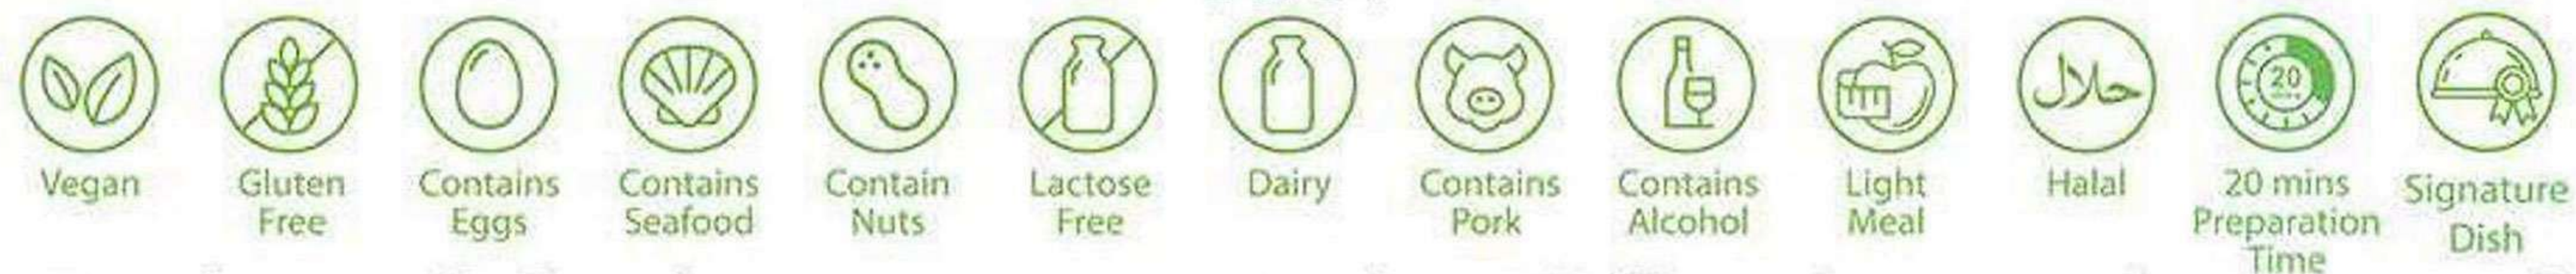 حلال
20
Vegan
Gluten
Free
Contains
Eggs
Contains
Seafood
Contain
Nuts
Lactose
Free
Dairy
Contains
Pork
Contains
Alcohol
Light
Meal
Halal
20 mins
Preparation
Time
Signature
Dish